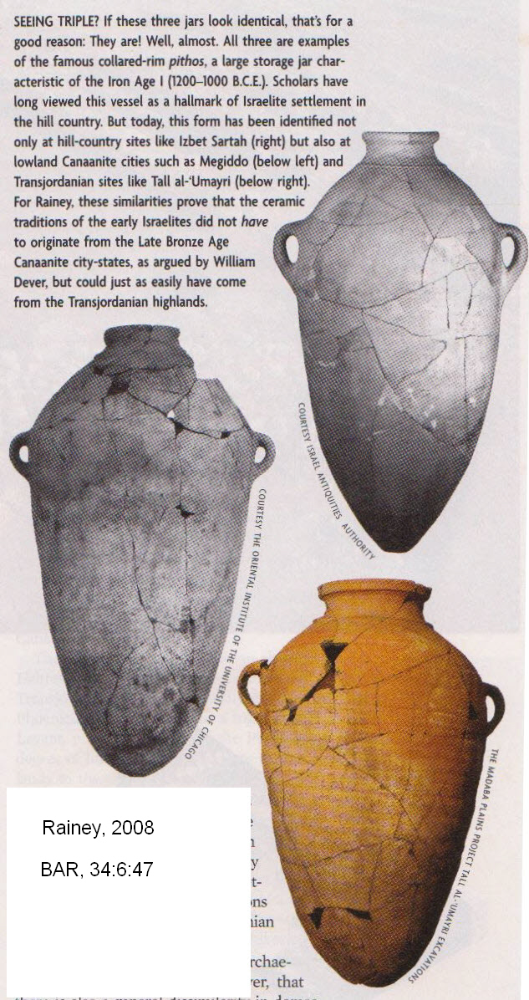 SEEING TRIPLE? If these three jars look identical, that's for a
good reason: They are! Well, almost. All three are examples
of the famous collared-rim pithos, a large storage jar char-
acteristic of the Iron Age I (1200–1000 B.C.E.). Scholars have
long viewed this vessel as a hallmark of Israelite settlement in
the hill country. But today, this form has been identified not
only at hill-country sites like Izbet Sartah (right) but also at
lowland Canaanite cities such as Megiddo (below left) and
Transjordanian sites like Tall al-‘Umayri (below right).
For Rainey, these similarities prove that the ceramic
traditions of the early Israelites did not have
to originate from the Late Bronze Age
Canaanite city-states, as argued by William
Dever, but could just as easily have come
from the Transjordanian highlands.
COURTESY ISRAEL ANTIQUITIES AUTHORITY
COURTESY THE ORIENTAL INSTITUTE OF THE UNIVERSITY OF CHICAGO
THE MADABA PLAINS PROJECT TALL AL-‘UMAYRI EXCAVATIONS
Rainey, 2008
BAR, 34:6:47